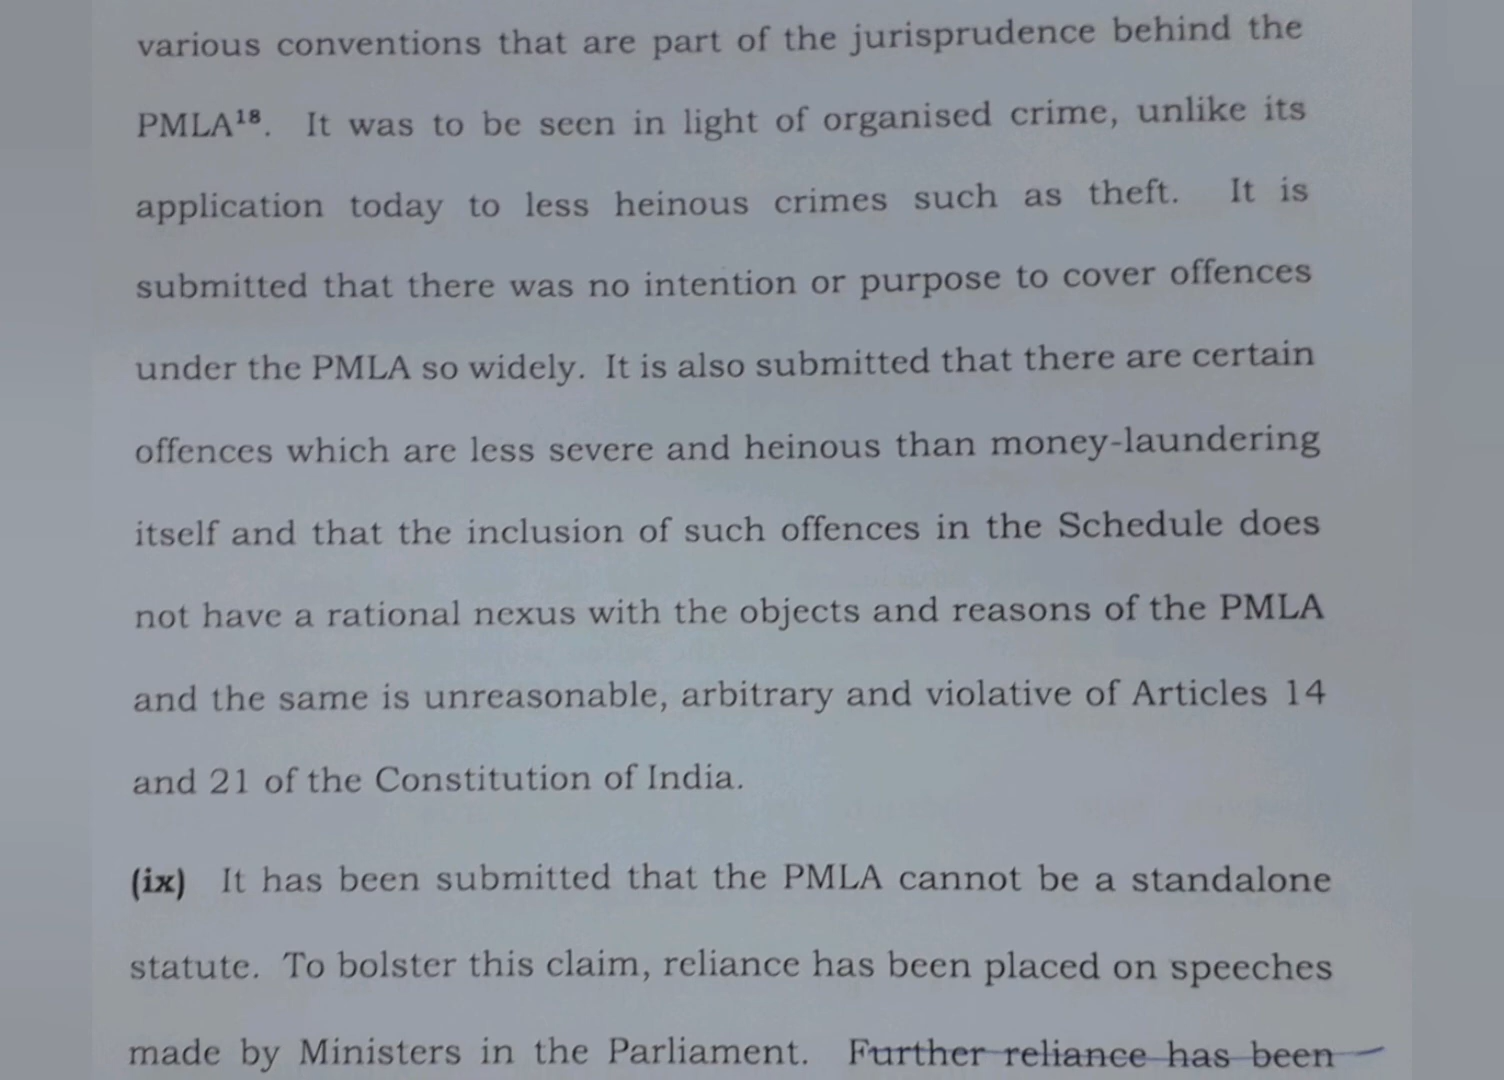 various conventions that are part of the jurisprudence behind the
PMLA¹⁸. It was to be seen in light of organised crime, unlike its
application today to less heinous crimes such as theft. It is
submitted that there was no intention or purpose to cover offences
under the PMLA so widely. It is also submitted that there are certain
offences which are less severe and heinous than money-laundering
itself and that the inclusion of such offences in the Schedule does
not have a rational nexus with the objects and reasons of the PMLA
and the same is unreasonable, arbitrary and violative of Articles 14
and 21 of the Constitution of India.
(ix) It has been submitted that the PMLA cannot be a standalone
statute. To bolster this claim, reliance has been placed on speeches
made by Ministers in the Parliament. Further reliance has been